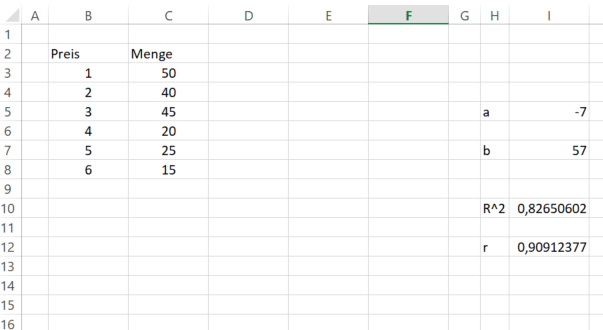 A B C D E F G H I
1
2 Preis Menge
3 1 50
4 2 40
5 3 45 a -7
6 4 20
7 5 25 b 57
8 6 15
9
10 R^2 0,82650602
11
12 r 0,90912377
13
14
15
16